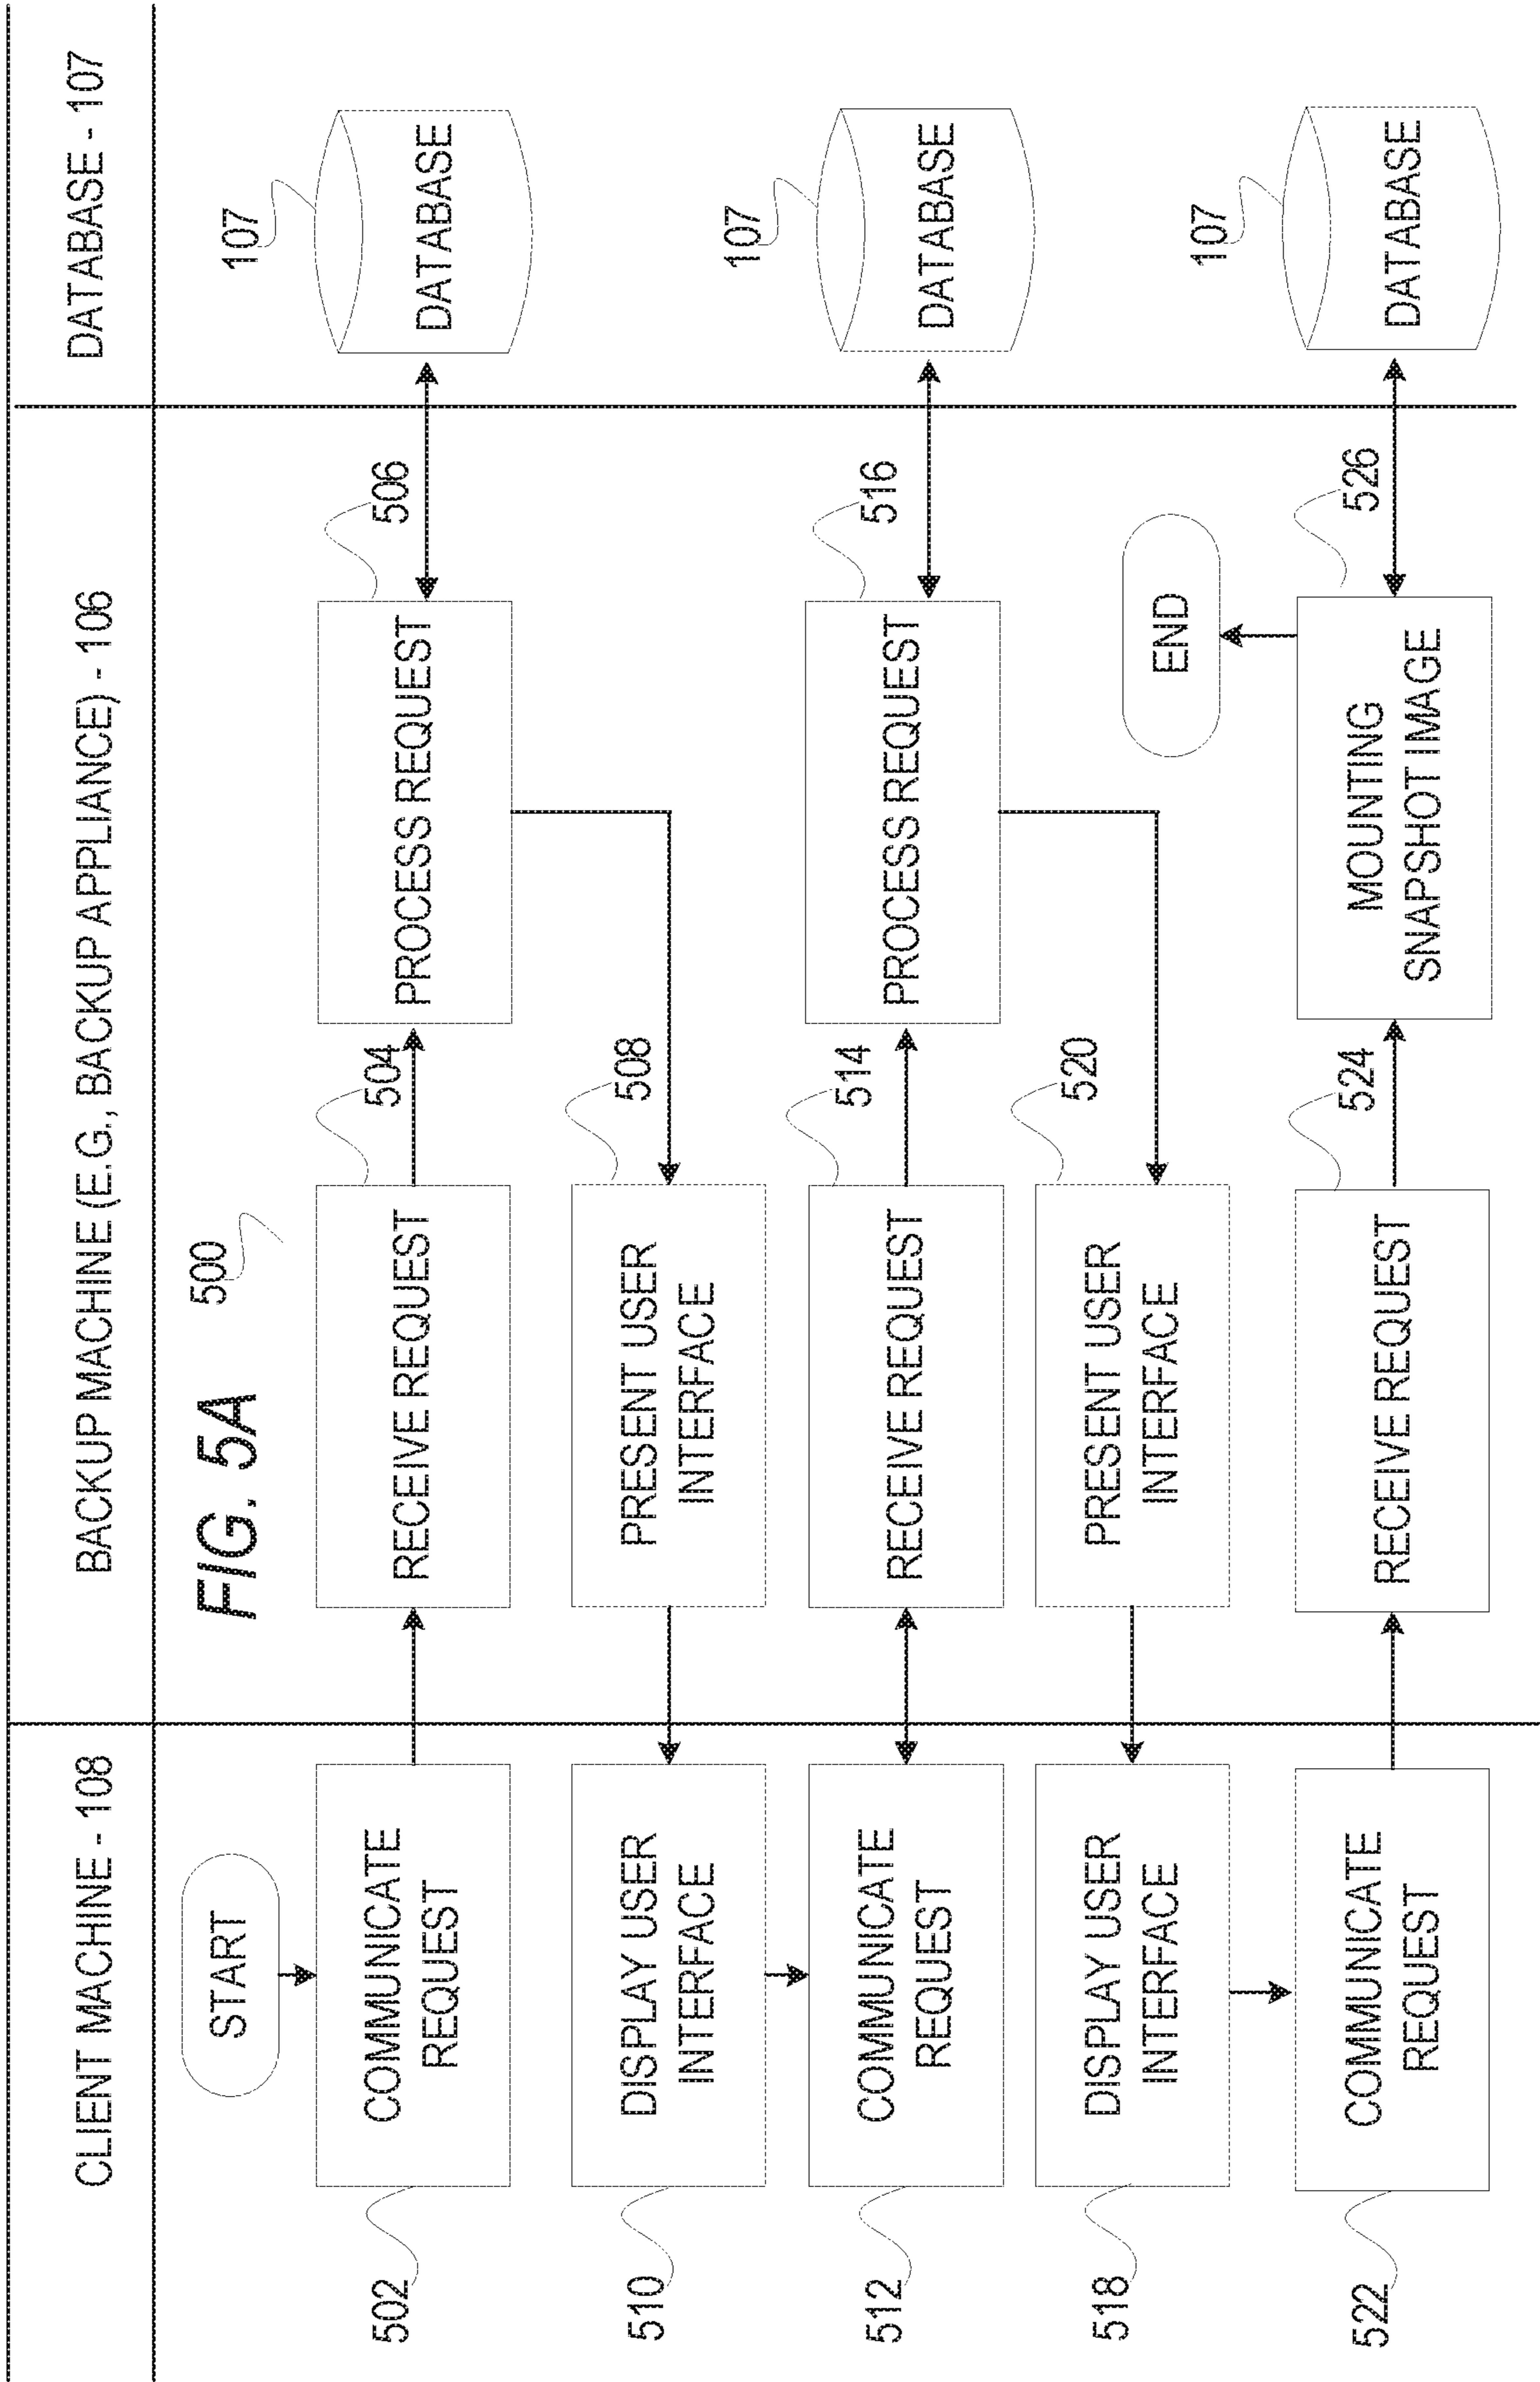 CLIENT MACHINE - 108
BACKUP MACHINE (E.G., BACKUP APPLIANCE) - 106
DATABASE - 107
FIG. 5A
500
START
502
COMMUNICATE
REQUEST
RECEIVE REQUEST
504
PROCESS REQUEST
506
107
DATABASE
510
DISPLAY USER
INTERFACE
PRESENT USER
INTERFACE
508
512
COMMUNICATE
REQUEST
RECEIVE REQUEST
514
PROCESS REQUEST
516
107
DATABASE
518
DISPLAY USER
INTERFACE
PRESENT USER
INTERFACE
520
END
522
COMMUNICATE
REQUEST
RECEIVE REQUEST
524
MOUNTING
SNAPSHOT IMAGE
526
107
DATABASE